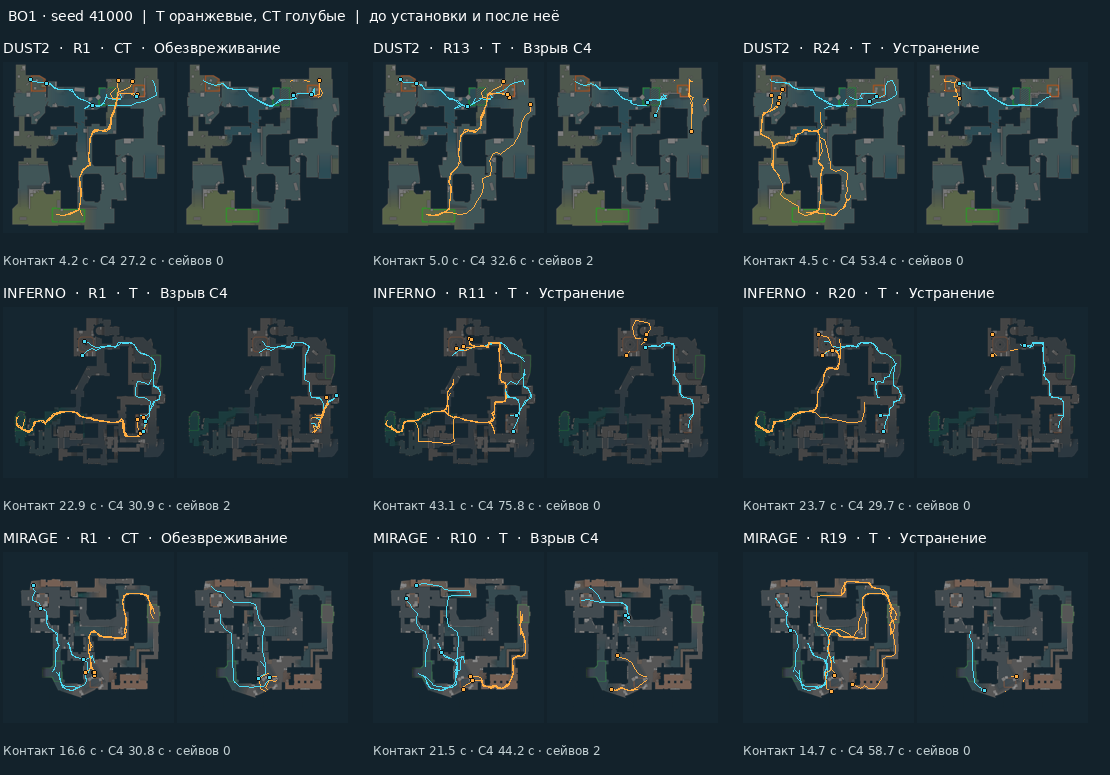 BO1 · seed 41000 | T оранжевые, CT голубые | до установки и после неё
DUST2 · R1 · CT · Обезвреживание
DUST2 · R13 · T · Взрыв C4
DUST2 · R24 · T · Устранение
Контакт 4.2 с · C4 27.2 с · сейвов 0
Контакт 5.0 с · C4 32.6 с · сейвов 2
Контакт 4.5 с · C4 53.4 с · сейвов 0
INFERNO · R1 · T · Взрыв C4
INFERNO · R11 · T · Устранение
INFERNO · R20 · T · Устранение
Контакт 22.9 с · C4 30.9 с · сейвов 2
Контакт 43.1 с · C4 75.8 с · сейвов 0
Контакт 23.7 с · C4 29.7 с · сейвов 0
MIRAGE · R1 · CT · Обезвреживание
MIRAGE · R10 · T · Взрыв C4
MIRAGE · R19 · T · Устранение
Контакт 16.6 с · C4 30.8 с · сейвов 0
Контакт 21.5 с · C4 44.2 с · сейвов 2
Контакт 14.7 с · C4 58.7 с · сейвов 0